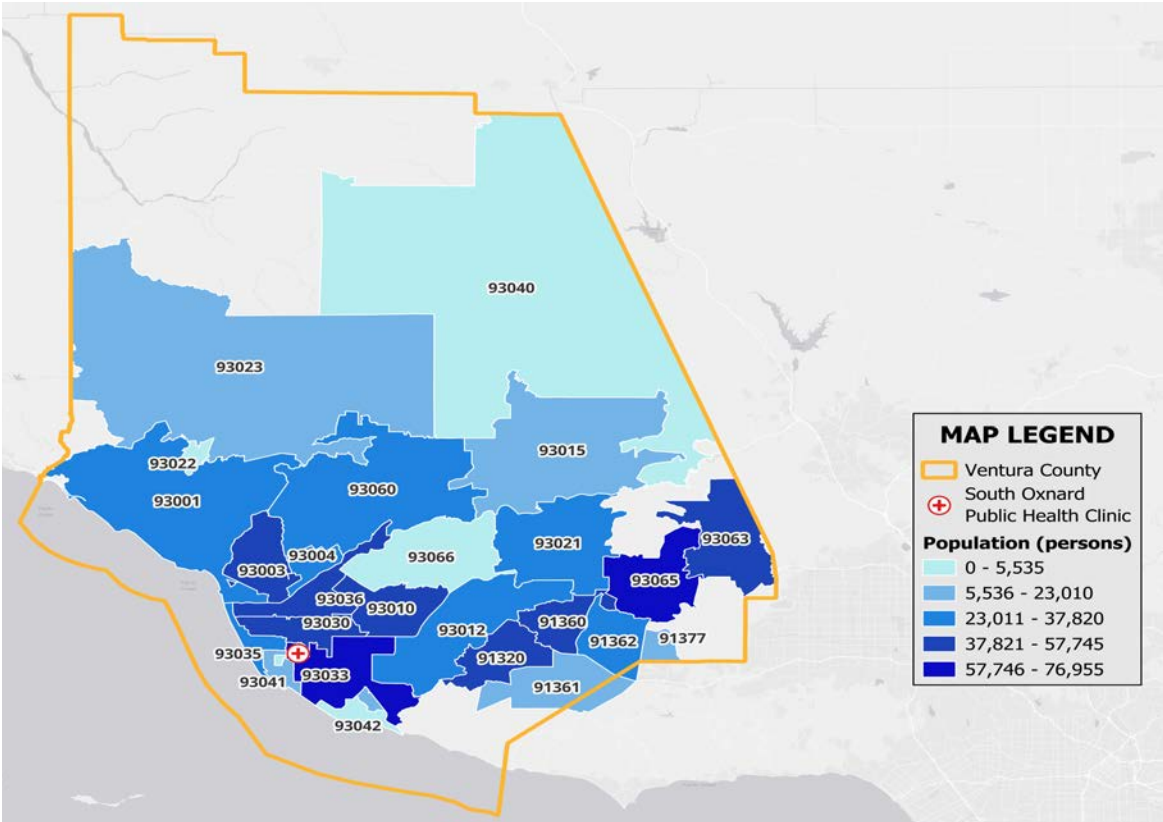 93040
93023
93015
93022
93001
93060
93004
93003
93066
93021
93063
93065
93036
93010
93030
93012
91360
91362
91377
93035
93041
93033
91320
91361
93042
MAP LEGEND
Ventura County
South Oxnard
Public Health Clinic
Population (persons)
0 - 5,535
5,536 - 23,010
23,011 - 37,820
37,821 - 57,745
57,746 - 76,955